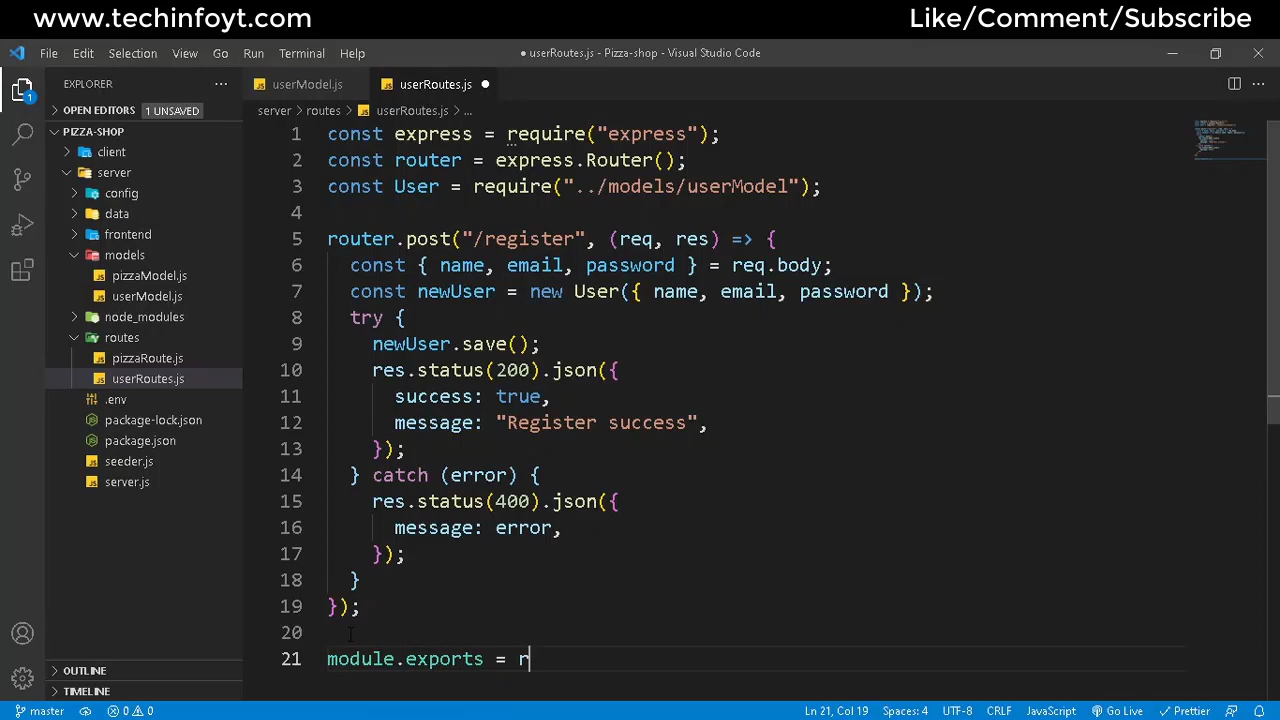 www.techinfoyt.com
Like/Comment/Subscribe
File Edit Selection View Go Run Terminal Help
● userRoutes.js - Pizza-shop - Visual Studio Code
EXPLORER
OPEN EDITORS 1 UNSAVED
PIZZA-SHOP
client
server
config
data
frontend
models
pizzaModel.js
userModel.js
node_modules
routes
pizzaRoute.js
userRoutes.js
.env
package-lock.json
package.json
seeder.js
server.js
OUTLINE
TIMELINE
1
userModel.js
userRoutes.js ●
server > routes > userRoutes.js > ...
1 const express = require("express");
2 const router = express.Router();
3 const User = require("../models/userModel");
4
5 router.post("/register", (req, res) => {
6 const { name, email, password } = req.body;
7 const newUser = new User({ name, email, password });
8 try {
9 newUser.save();
10 res.status(200).json({
11 success: true,
12 message: "Register success",
13 });
14 } catch (error) {
15 res.status(400).json({
16 message: error,
17 });
18 }
19 });
20
21 module.exports = r
master 0 0 Ln 21, Col 19 Spaces: 4 UTF-8 CRLF JavaScript Go Live Prettier